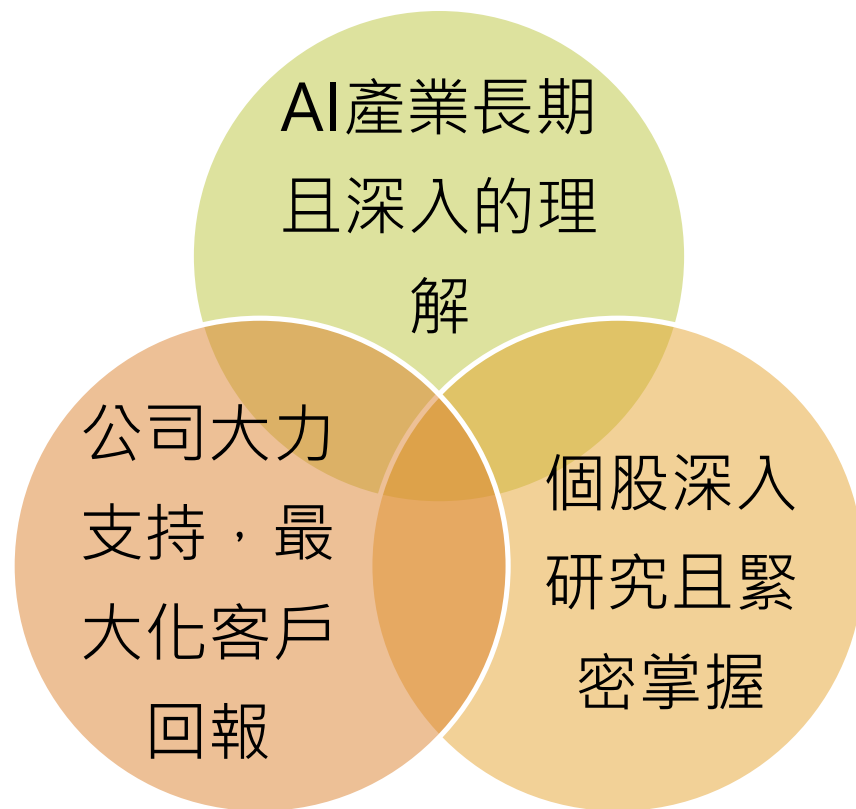 AI產業長期
且深入的理
解
公司大力
支持，最
大化客戶
回報
個股深入
研究且緊
密掌握